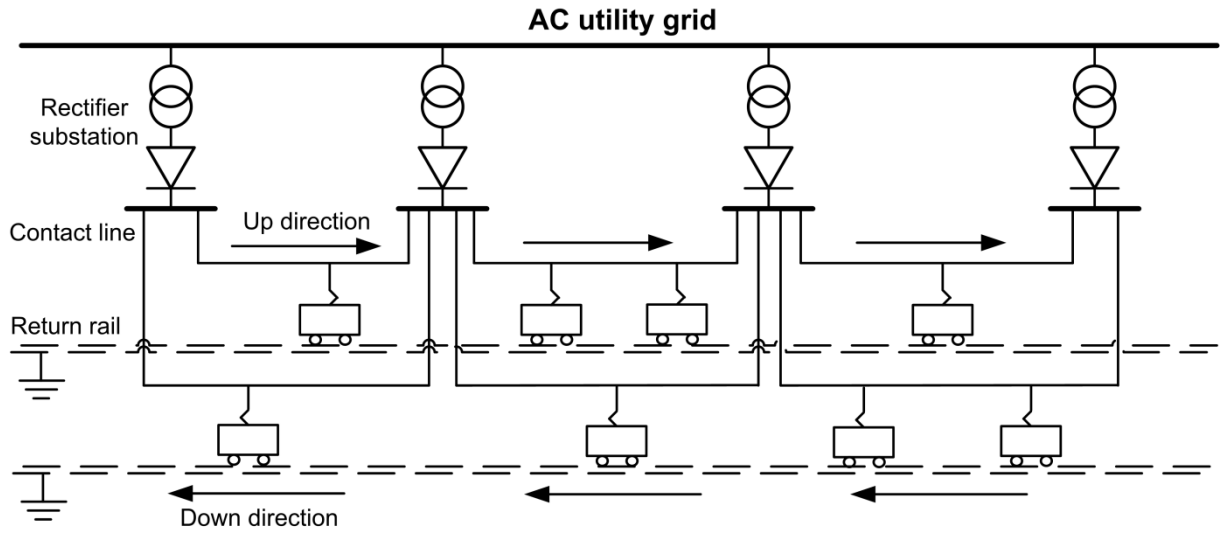 AC utility grid
Rectifier
substation
Contact line
Up direction
Return rail
Down direction